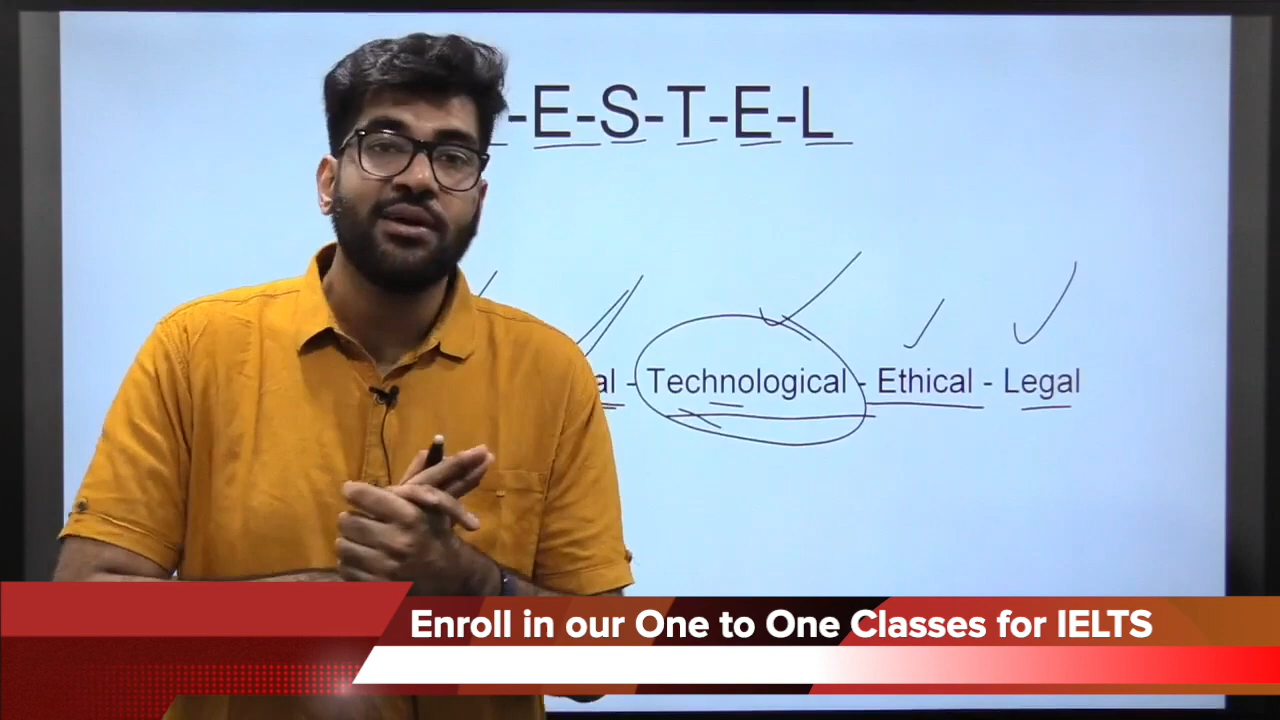 -E-S-T-E-L
al - Technological - Ethical - Legal
Enroll in our One to One Classes for IELTS